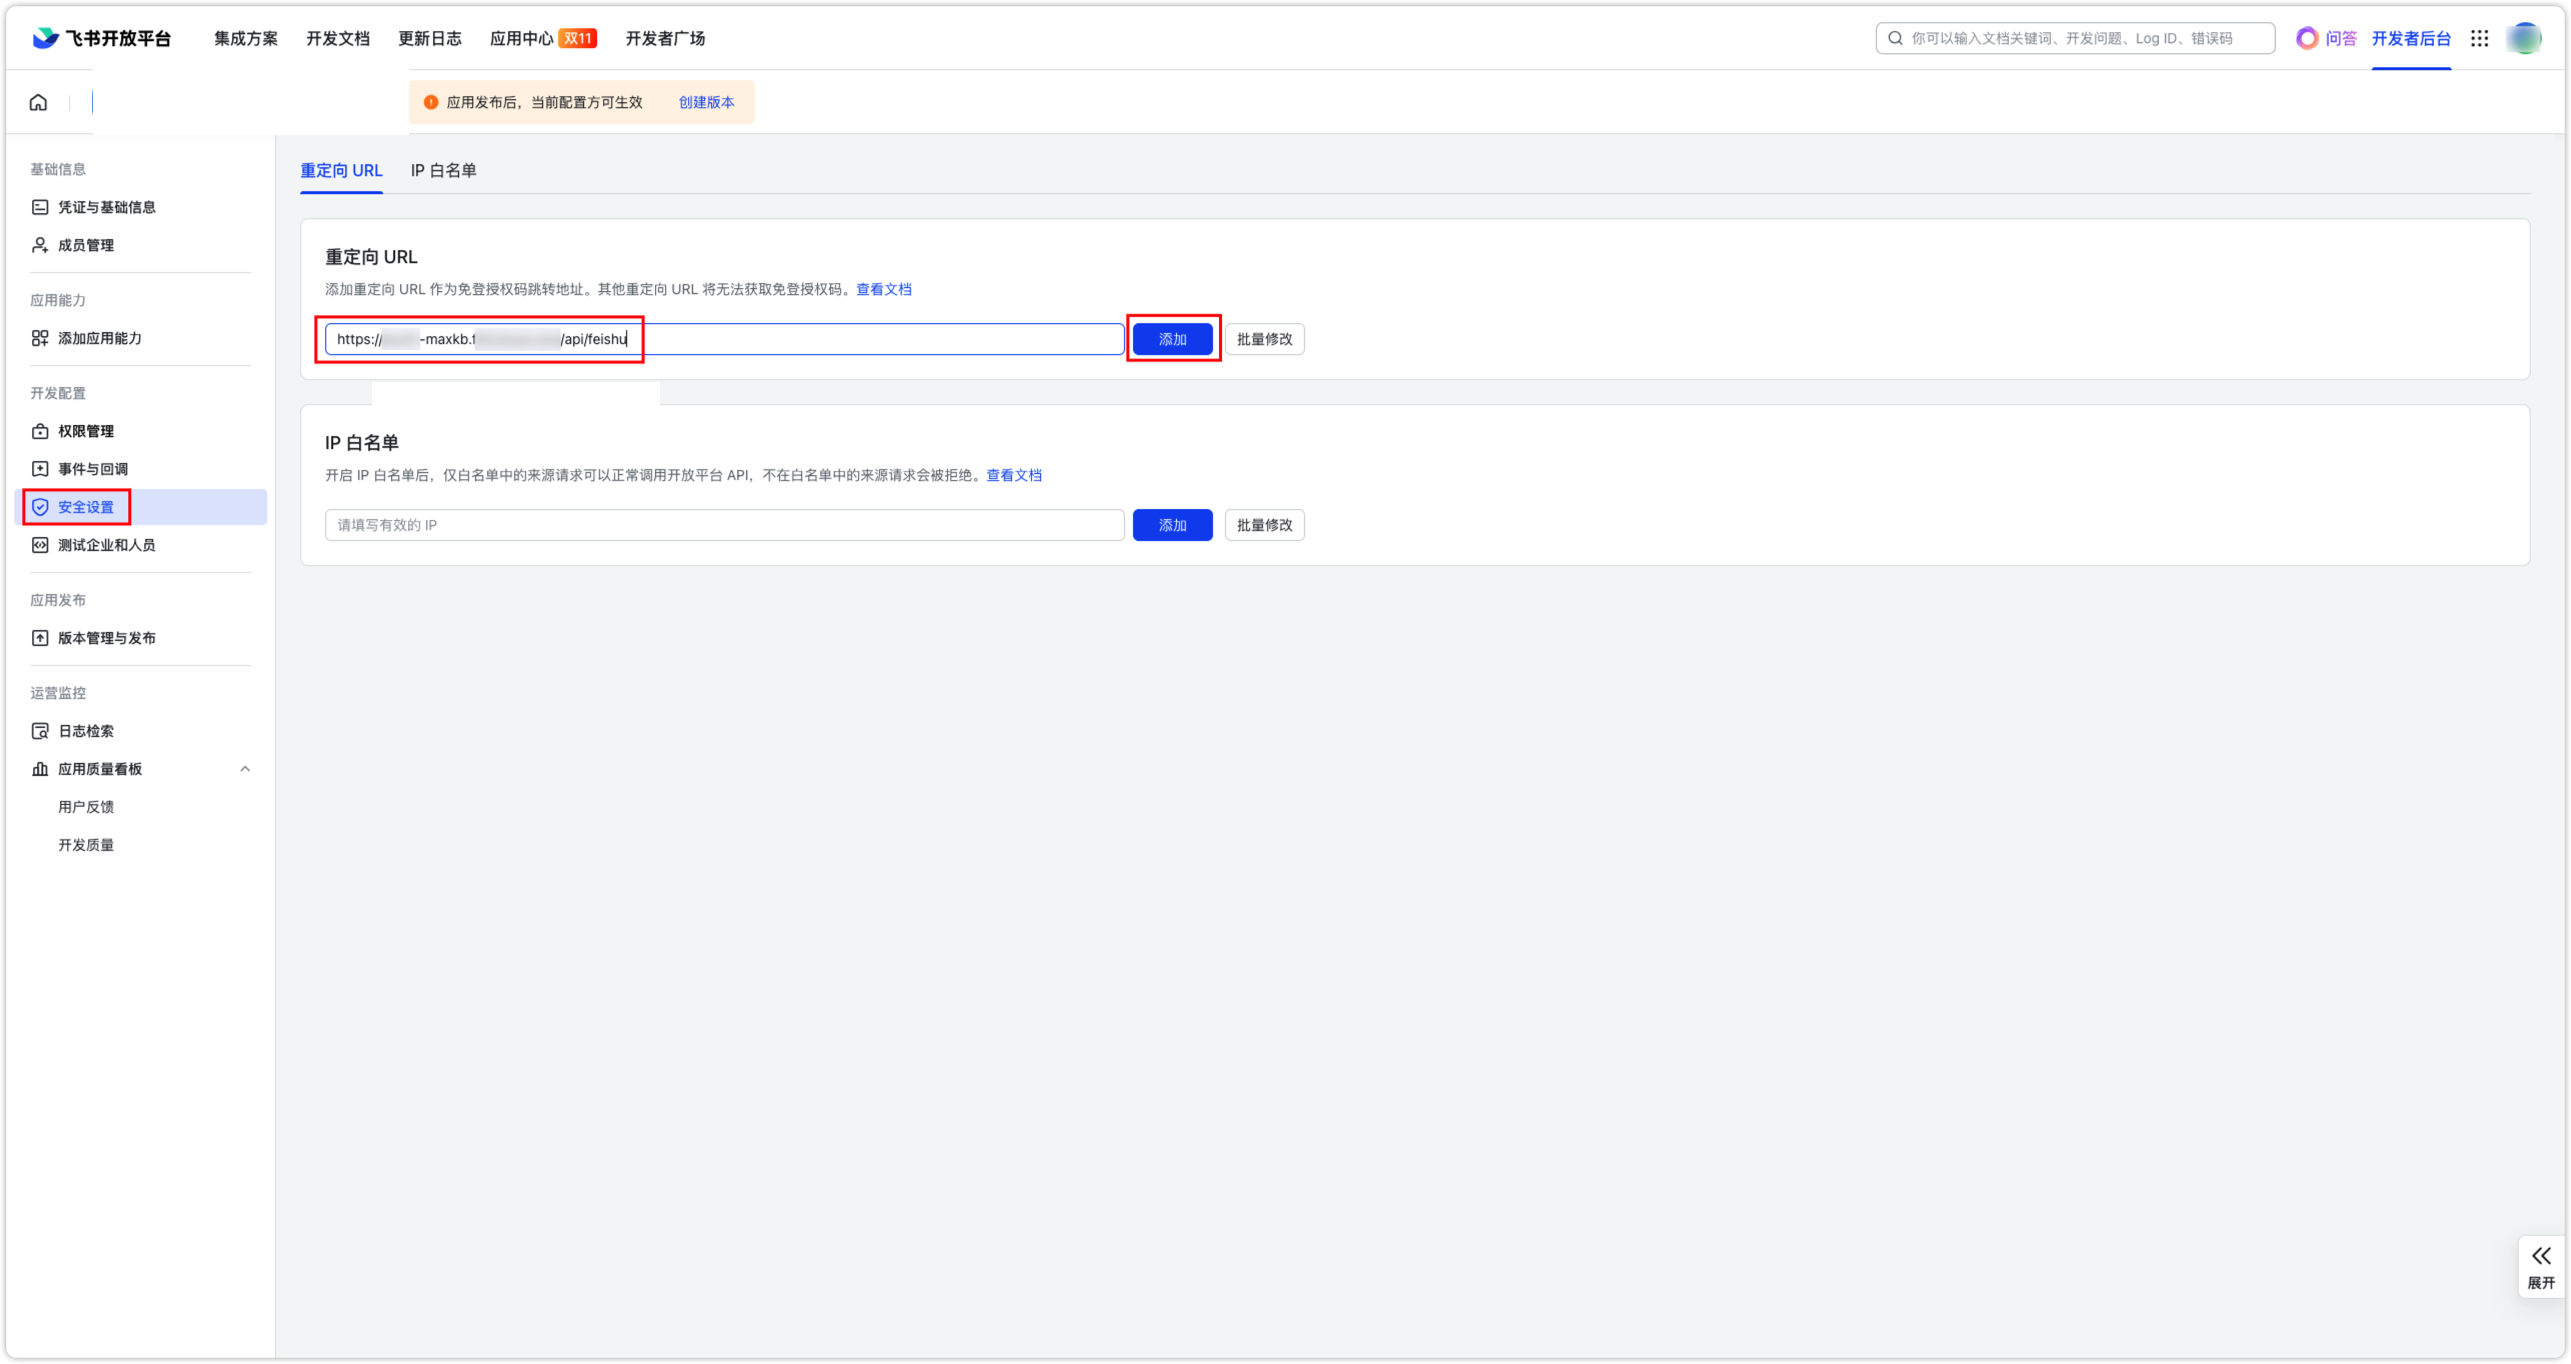 飞书开放平台 集成方案 开发文档 更新日志 应用中心 双11 开发者广场 你可以输入文档关键词、开发问题、Log ID、错误码 问答 开发者后台
应用发布后，当前配置方可生效 创建版本
基础信息
凭证与基础信息
成员管理
应用能力
添加应用能力
开发配置
权限管理
事件与回调
安全设置
测试企业和人员
应用发布
版本管理与发布
运营监控
日志检索
应用质量看板
用户反馈
开发质量
重定向 URL IP 白名单
重定向 URL
添加重定向 URL 作为免登授权码跳转地址。其他重定向 URL 将无法获取免登授权码。查看文档
https:// -maxkb. /api/feishu 添加 批量修改
IP 白名单
开启 IP 白名单后，仅白名单中的来源请求可以正常调用开放平台 API，不在白名单中的来源请求会被拒绝。查看文档
请填写有效的 IP 添加 批量修改
展开